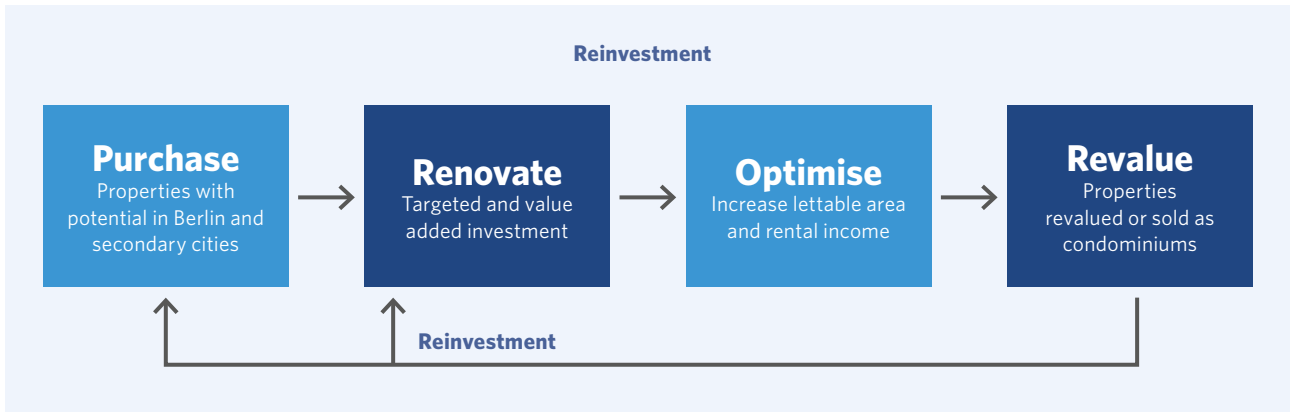 Reinvestment
Purchase
Properties with
potential in Berlin and
secondary cities
Renovate
Targeted and value
added investment
Optimise
Increase lettable area
and rental income
Revalue
Properties
revalued or sold as
condominiums
Reinvestment